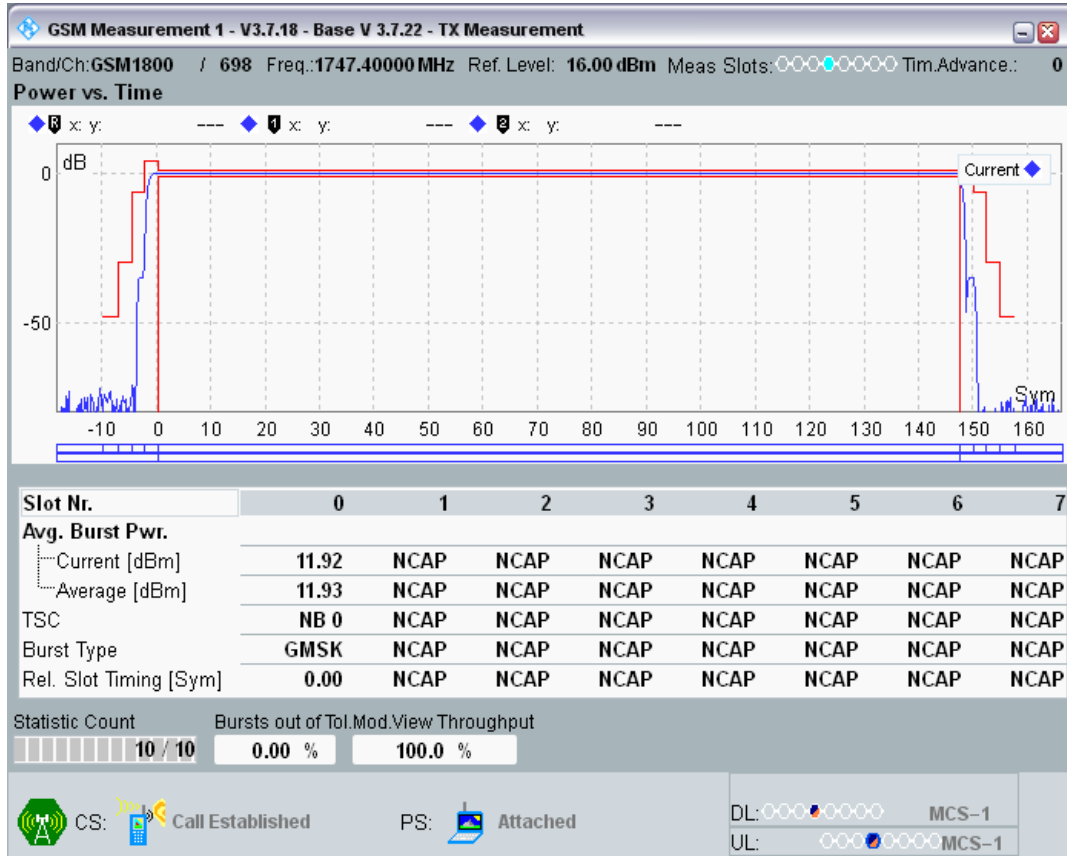 GSM Measurement 1 - V3.7.18 - Base V 3.7.22 - TX Measurement
Band/Ch:GSM1800 / 698 Freq.:1747.40000 MHz Ref. Level: 16.00 dBm Meas Slots: Tim.Advance.: 0
Power vs. Time
R x: y: --- 1 x: y: --- 2 x: y: ---
dB
Current
0
-50
Sym
-10 0 10 20 30 40 50 60 70 80 90 100 110 120 130 140 150 160
Slot Nr. 0 1 2 3 4 5 6 7
Avg. Burst Pwr.
Current [dBm] 11.92 NCAP NCAP NCAP NCAP NCAP NCAP NCAP
Average [dBm] 11.93 NCAP NCAP NCAP NCAP NCAP NCAP NCAP
TSC NB 0 NCAP NCAP NCAP NCAP NCAP NCAP NCAP
Burst Type GMSK NCAP NCAP NCAP NCAP NCAP NCAP NCAP
Rel. Slot Timing [Sym] 0.00 NCAP NCAP NCAP NCAP NCAP NCAP NCAP
Statistic Count Bursts out of Tol. Mod.View Throughput
10 / 10 0.00 % 100.0 %
CS: Call Established PS: Attached
DL: MCS-1
UL: MCS-1